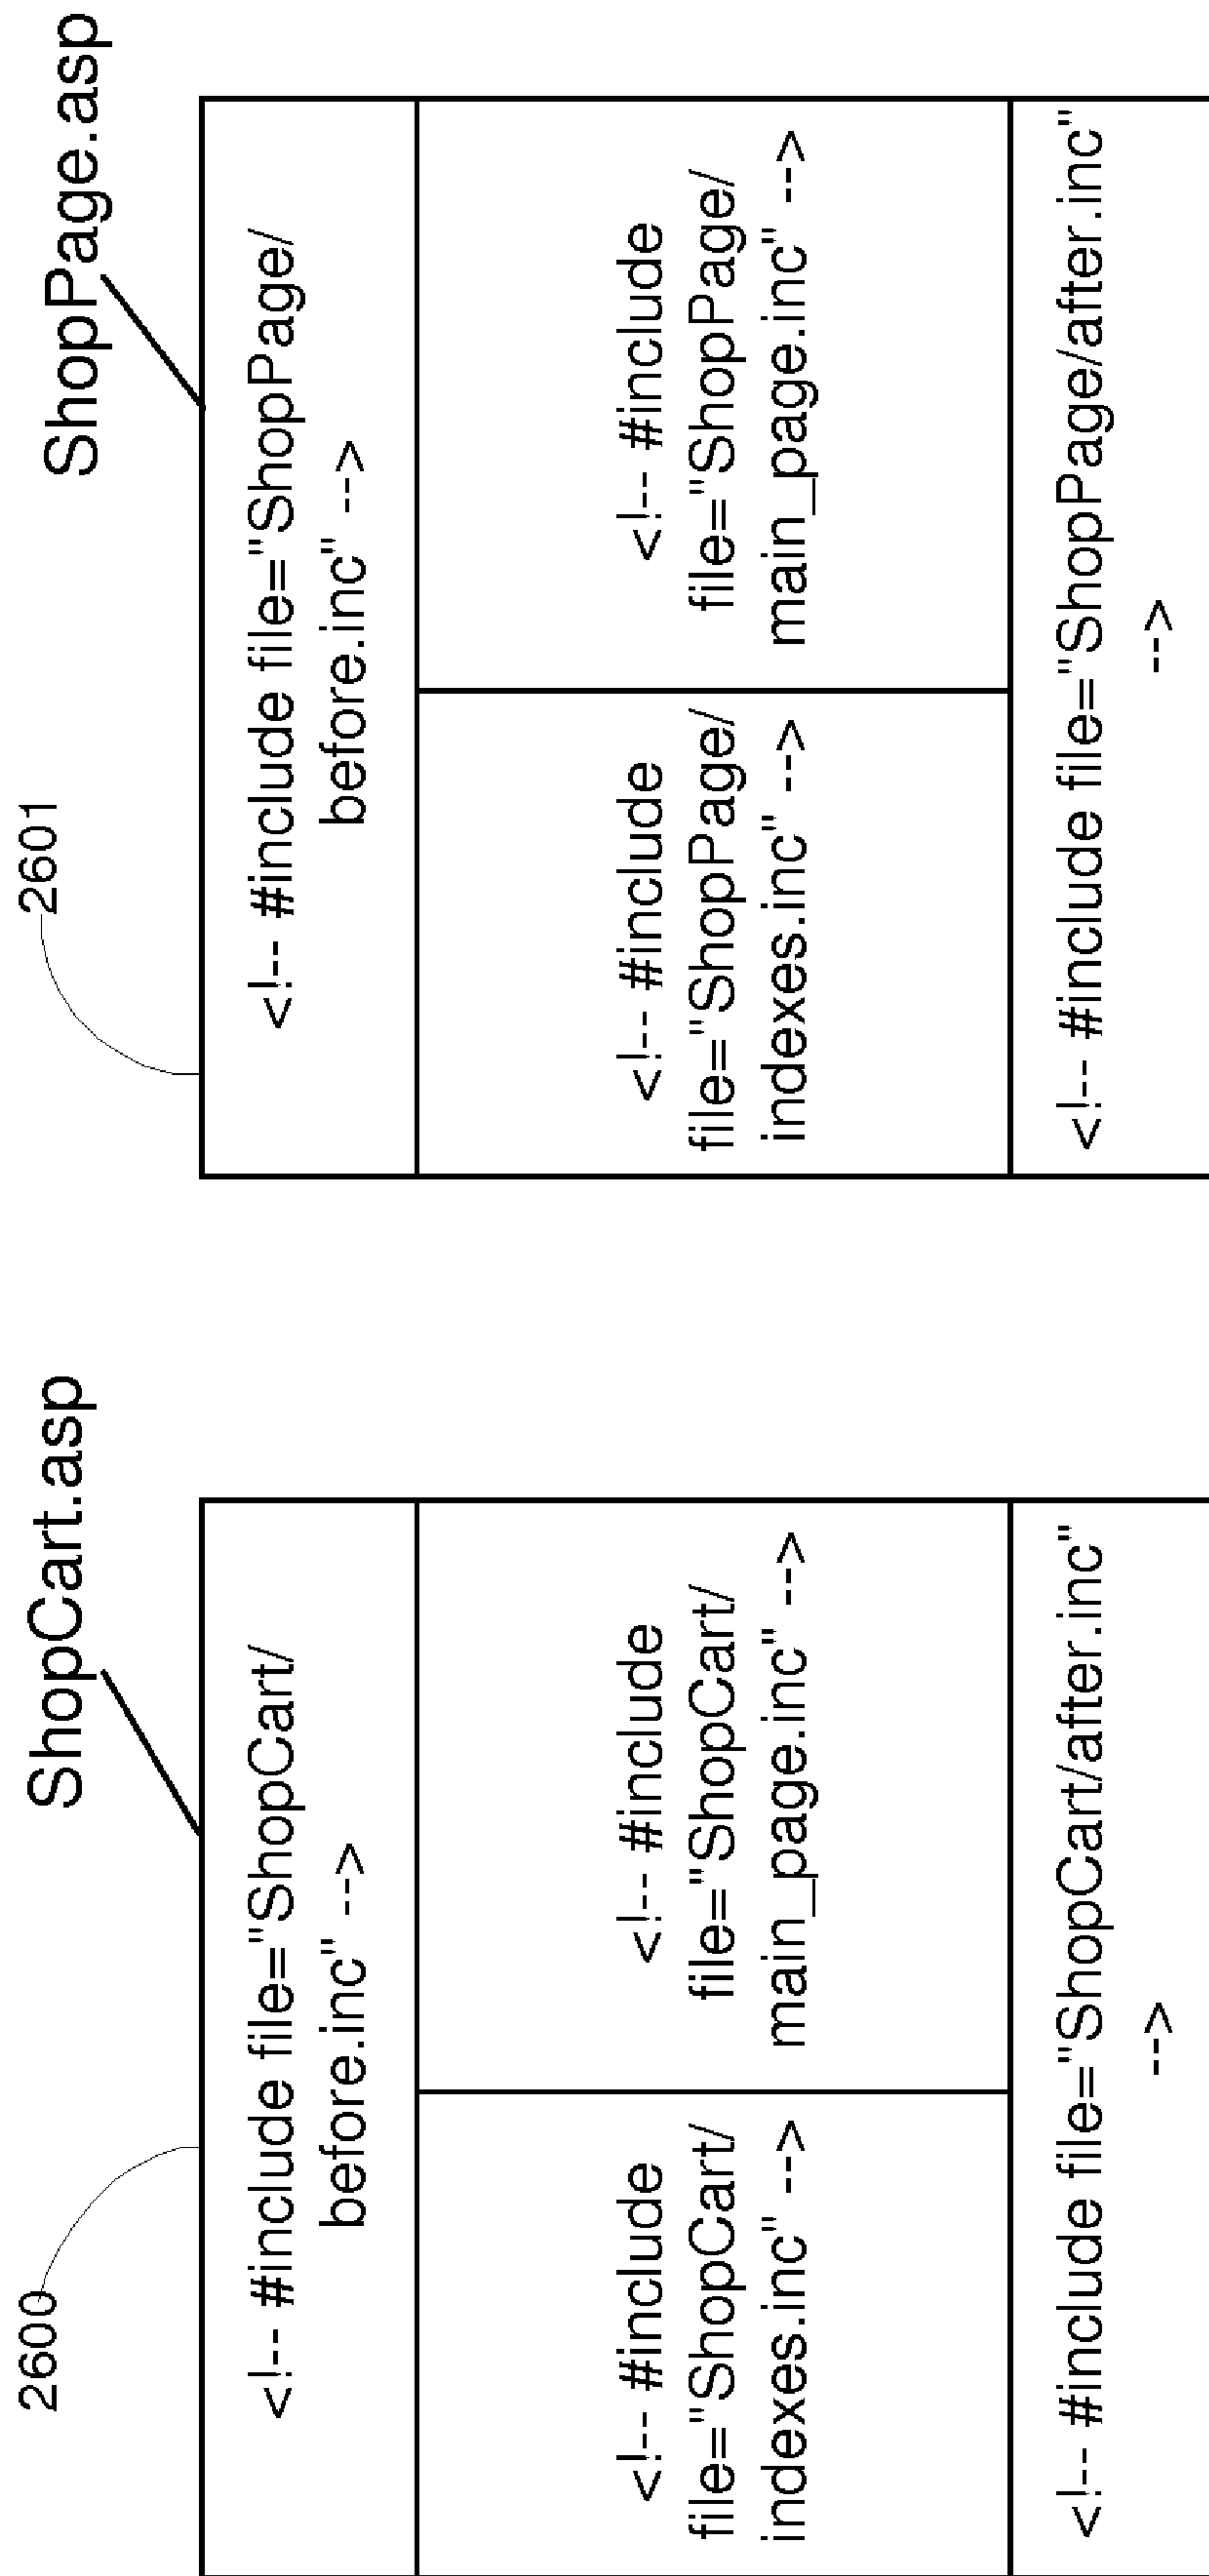 2600
ShopCart.asp
<!-- #include file="ShopCart/
before.inc" -->
<!-- #include
file="ShopCart/
indexes.inc" -->
<!-- #include
file="ShopCart/
main_page.inc" -->
<!-- #include file="ShopCart/after.inc"
-->
2601
ShopPage.asp
<!-- #include file="ShopPage/
before.inc" -->
<!-- #include
file="ShopPage/
indexes.inc" -->
<!-- #include
file="ShopPage/
main_page.inc" -->
<!-- #include file="ShopPage/after.inc"
-->